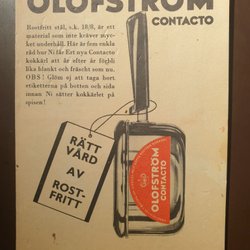 OLOFSTRÖM
CONTACTO
Rostfritt stål, s.k. 18/8, är ett
material som inte kräver myc-
ket underhåll. Här är fem enkla
råd hur Ni får Ert nya Contacto
kokkärl att år efter år förbli
lika blankt och fräscht som nu.
OBS! Glöm ej att taga bort
etiketterna på botten och sida
innan Ni sätter kokkärlet på
spisen!
RÄTT
VÅRD
AV
ROST-
FRITT
OLOFSTRÖM
CONTACTO